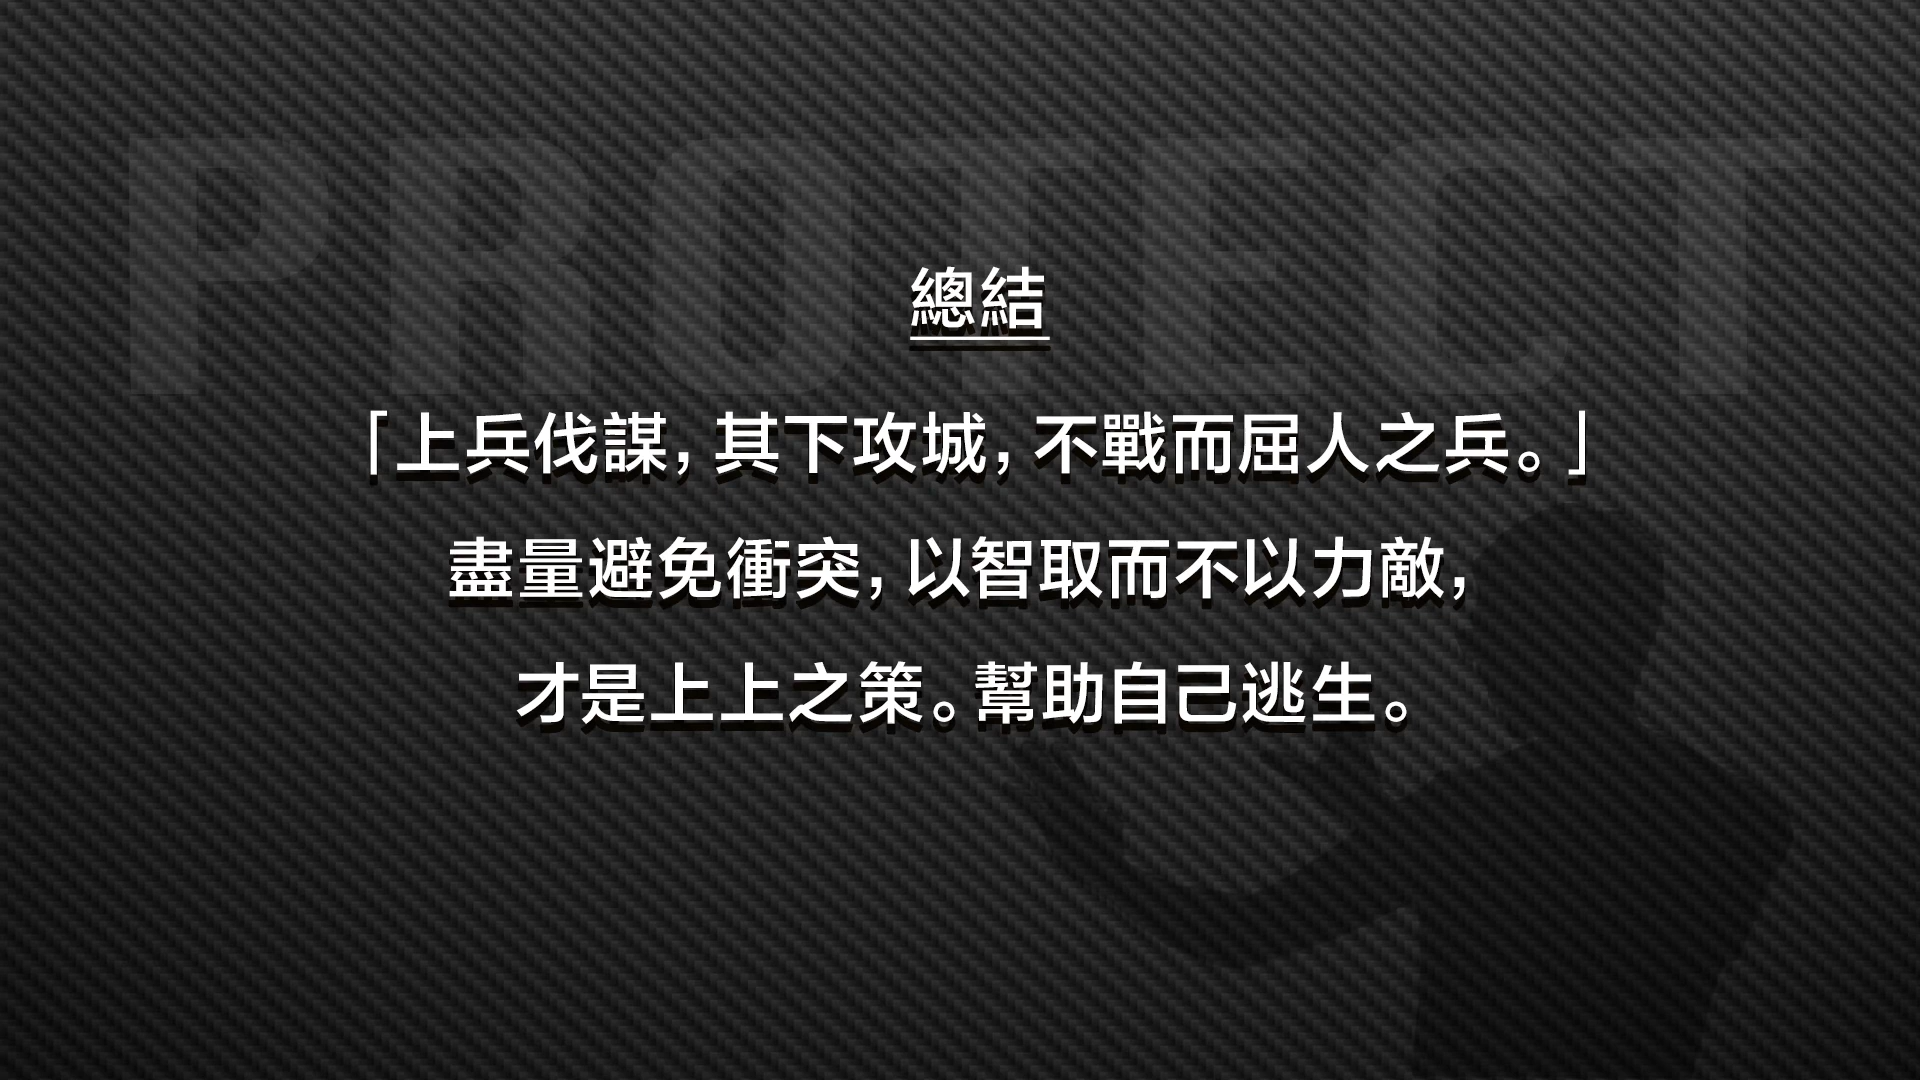 PROTECT
總結
「上兵伐謀，其下攻城，不戰而屈人之兵。」
盡量避免衝突，以智取而不以力敵，
才是上上之策。幫助自己逃生。